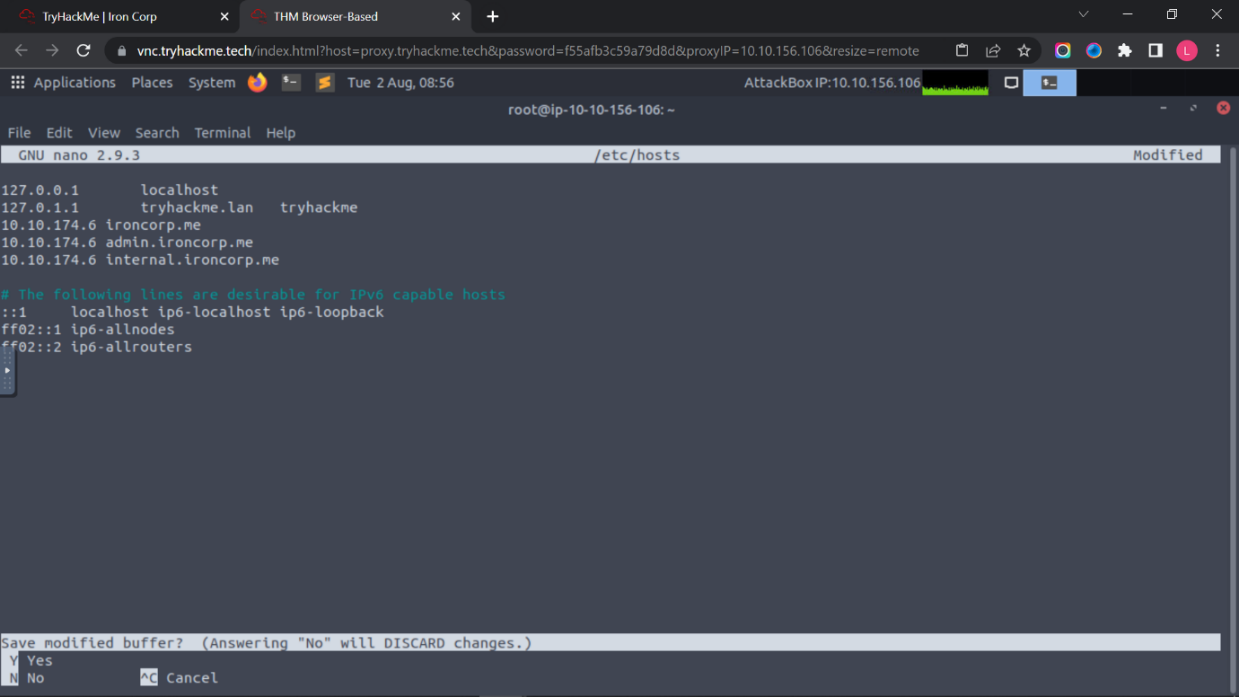 TryHackMe | Iron Corp
THM Browser-Based
vnc.tryhackme.tech/index.html?host=proxy.tryhackme.tech&password=f55afb3c59a79d8d&proxyIP=10.10.156.106&resize=remote
L
Applications Places System Tue 2 Aug, 08:56 AttackBox IP:10.10.156.106
root@ip-10-10-156-106: ~
File Edit View Search Terminal Help
GNU nano 2.9.3 /etc/hosts Modified
127.0.0.1 localhost
127.0.1.1 tryhackme.lan tryhackme
10.10.174.6 ironcorp.me
10.10.174.6 admin.ironcorp.me
10.10.174.6 internal.ironcorp.me
# The following lines are desirable for IPv6 capable hosts
::1 localhost ip6-localhost ip6-loopback
ff02::1 ip6-allnodes
ff02::2 ip6-allrouters
Save modified buffer? (Answering "No" will DISCARD changes.)
Y Yes
N No ^C Cancel